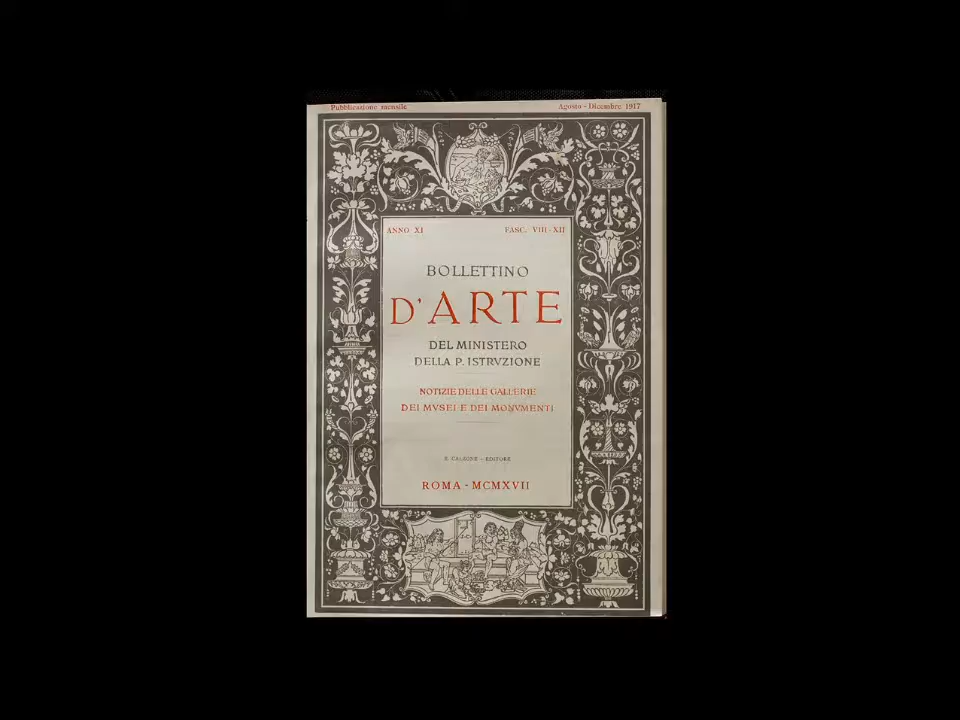 Pubblicazione mensile
Agosto - Dicembre 1917
ANNO XI
FASC. VIII-XII
BOLLETTINO
D'ARTE
DEL MINISTERO
DELLA P. ISTRVZIONE
NOTIZIE DELLE GALLERIE
DEI MVSEI E DEI MONVMENTI
E. CALZONE - EDITORE
ROMA - MCMXVII